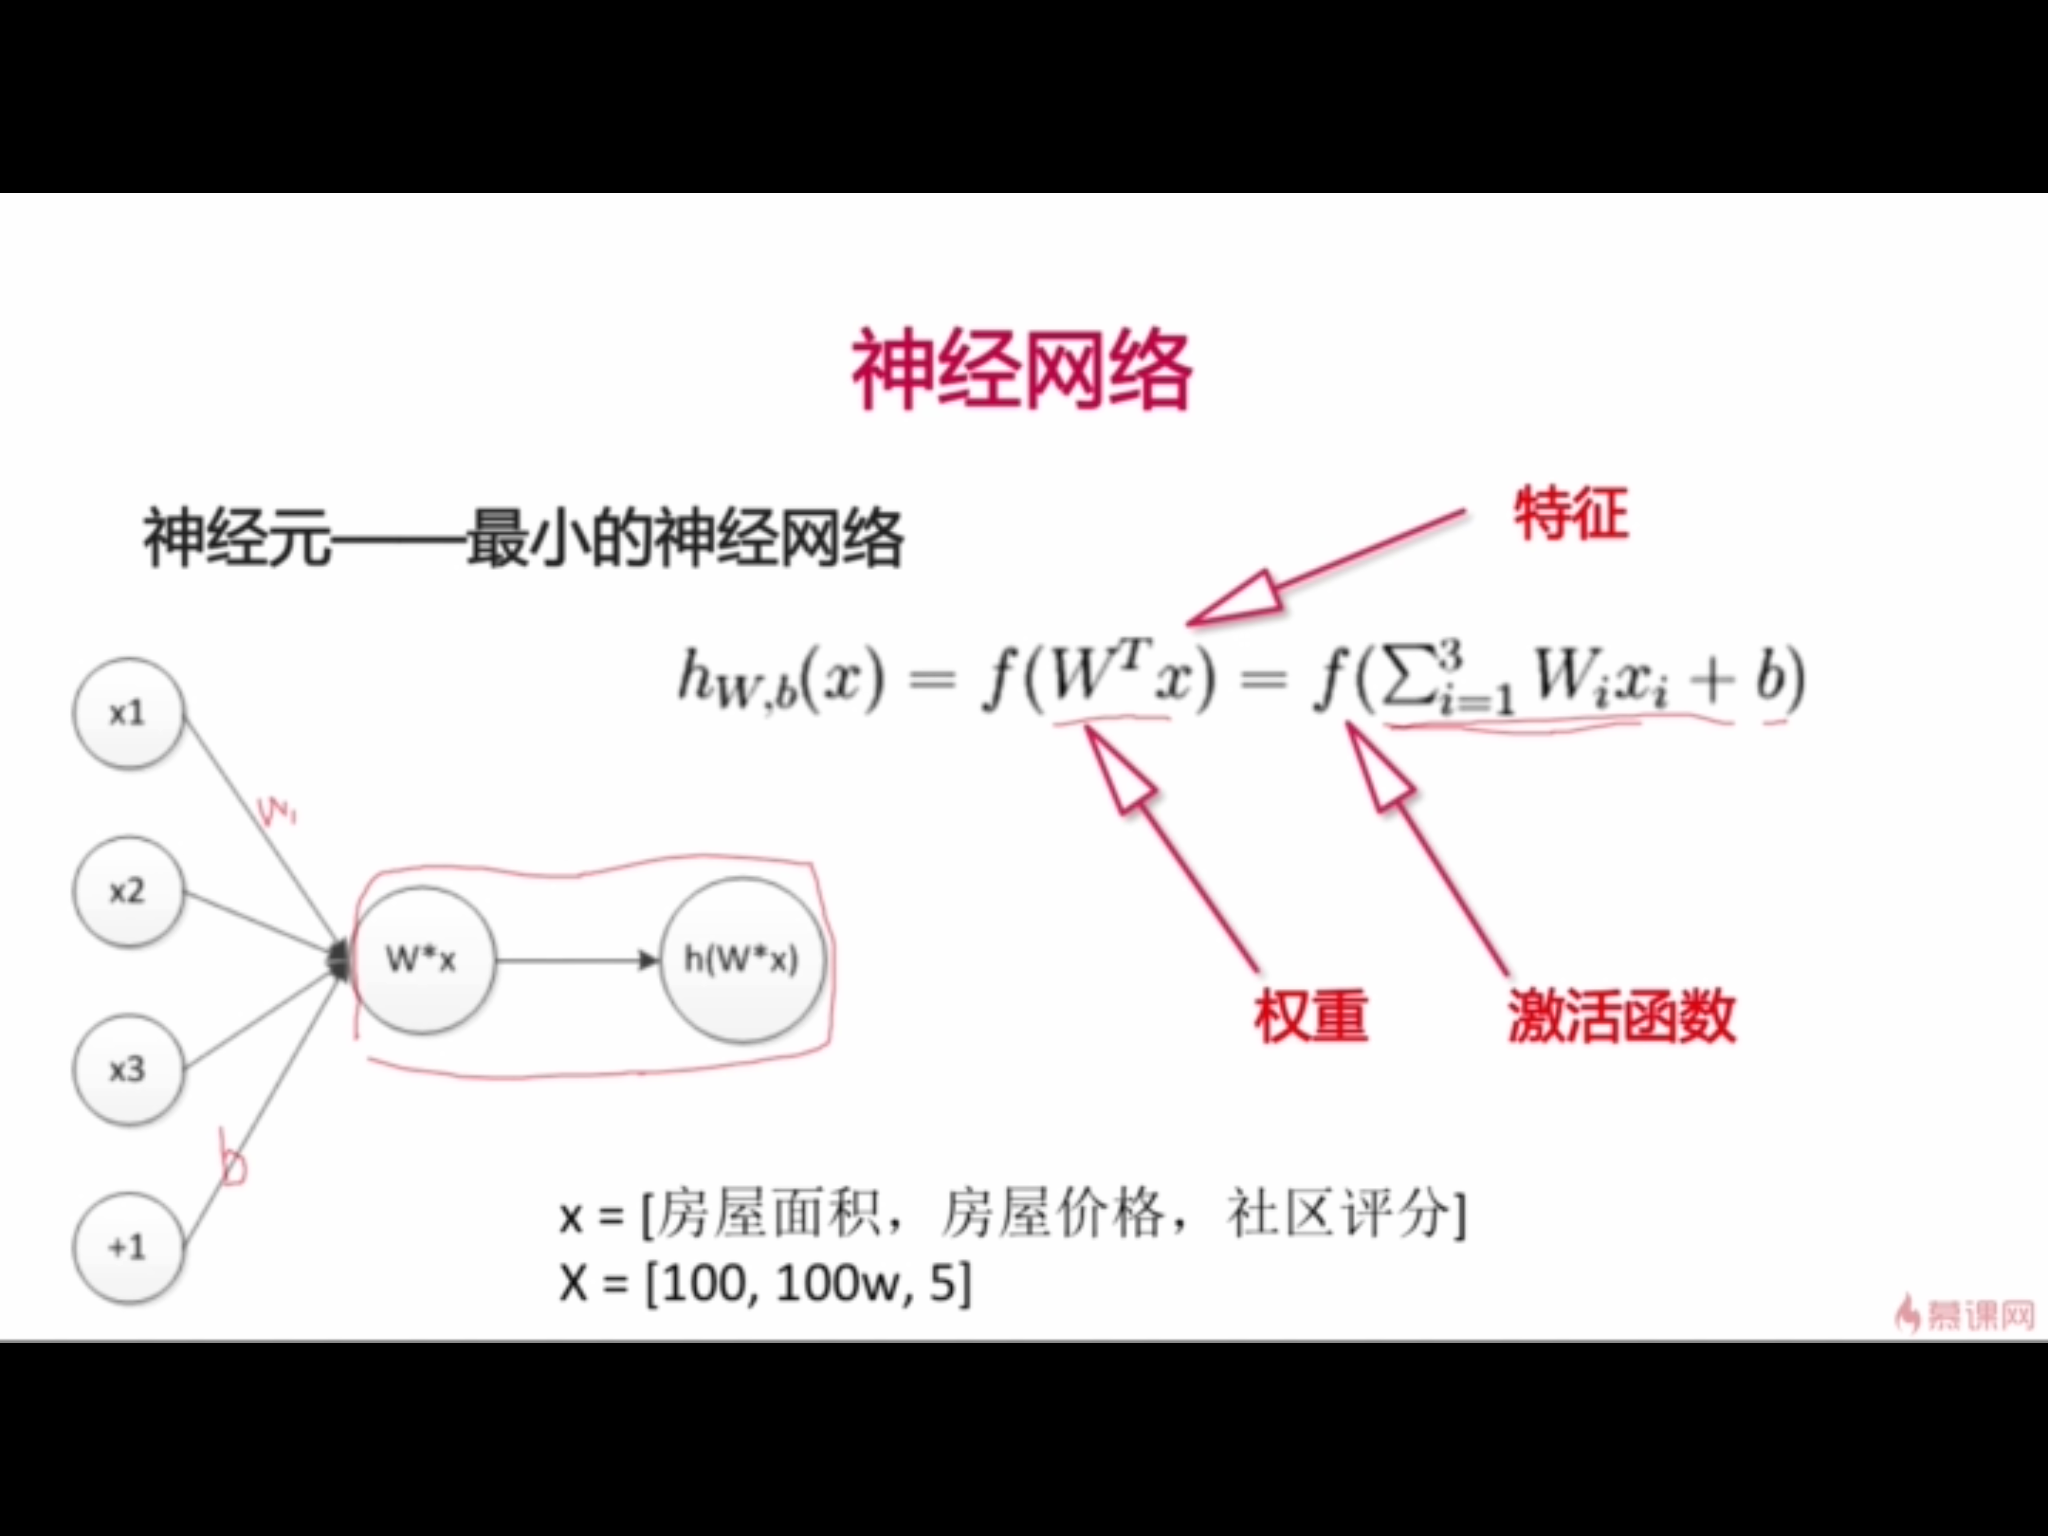 神经网络
神经元——最小的神经网络
特征
h_{W,b}(x) = f(W^T x) = f(∑_{i=1}^3 W_i x_i + b)
x1
W1
x2
W*x
h(W*x)
x3
权重
激活函数
b
+1
x = [房屋面积，房屋价格，社区评分]
X = [100, 100w, 5]
慕课网